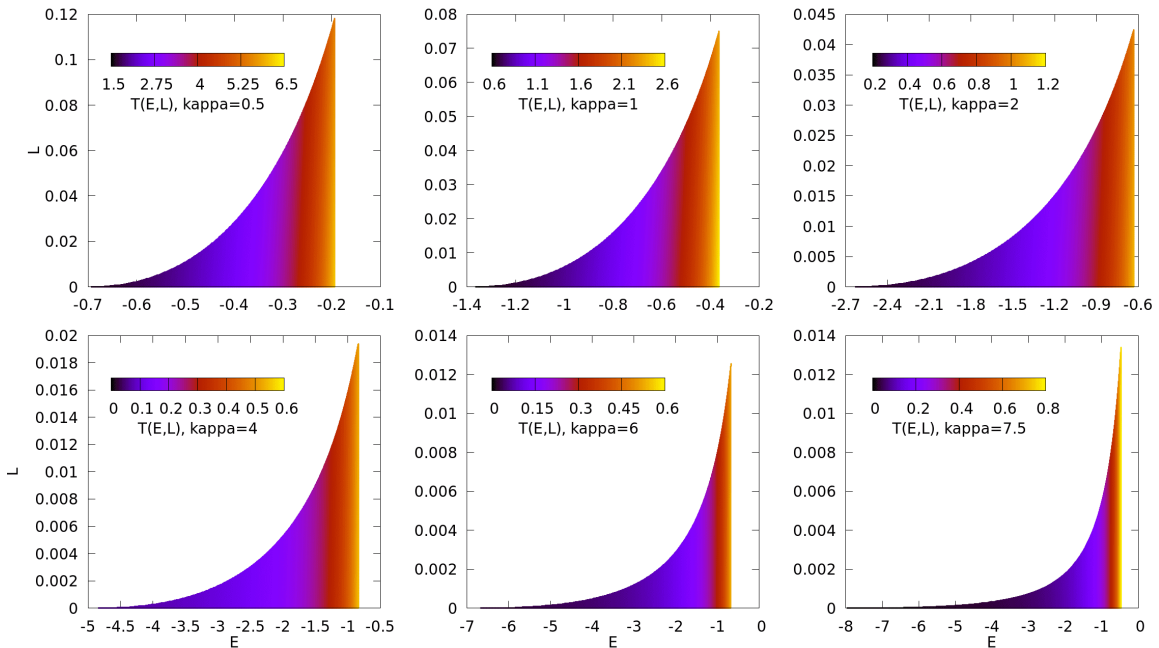 0.12
0.1
0.08
0.06
0.04
0.02
0
L
1.5 2.75 4 5.25 6.5
T(E,L), kappa=0.5
-0.7 -0.6 -0.5 -0.4 -0.3 -0.2 -0.1
0.08
0.07
0.06
0.05
0.04
0.03
0.02
0.01
0
0.6 1.1 1.6 2.1 2.6
T(E,L), kappa=1
-1.4 -1.2 -1 -0.8 -0.6 -0.4 -0.2
0.045
0.04
0.035
0.03
0.025
0.02
0.015
0.01
0.005
0
0.2 0.4 0.6 0.8 1 1.2
T(E,L), kappa=2
-2.7 -2.4 -2.1 -1.8 -1.5 -1.2 -0.9 -0.6
0.02
0.018
0.016
0.014
0.012
0.010
0.008
0.006
0.004
0.002
0
L
0 0.1 0.2 0.3 0.4 0.5 0.6
T(E,L), kappa=4
-5 -4.5 -4 -3.5 -3 -2.5 -2 -1.5 -1 -0.5
E
0.014
0.012
0.010
0.008
0.006
0.004
0.002
0
0 0.15 0.3 0.45 0.6
T(E,L), kappa=6
-7 -6 -5 -4 -3 -2 -1 0
E
0.014
0.012
0.01
0.008
0.006
0.004
0.002
0
0 0.2 0.4 0.6 0.8
T(E,L), kappa=7.5
-8 -7 -6 -5 -4 -3 -2 -1 0
E